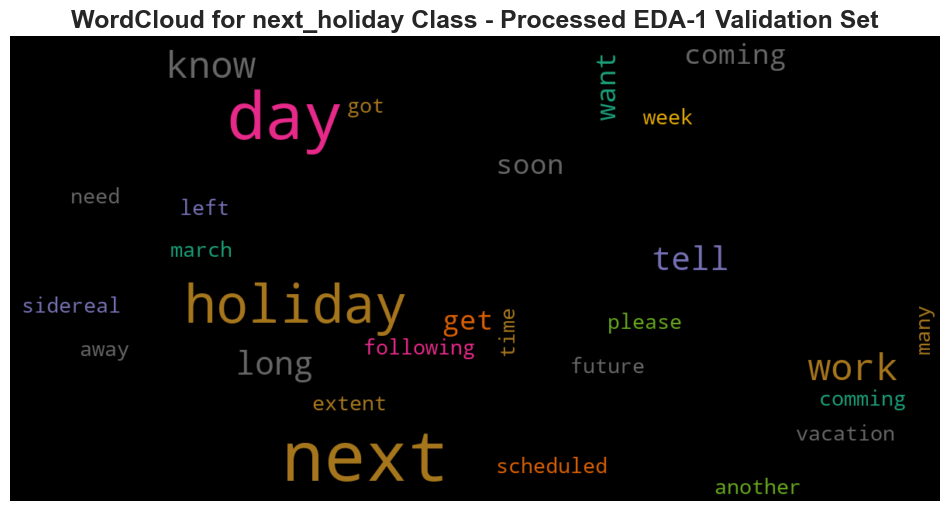 WordCloud for next_holiday Class - Processed EDA-1 Validation Set
know
coming
want
day
got
week
soon
need
left
march
tell
sidereal
holiday
get
time
please
many
away
long
following
future
work
extent
comming
vacation
next
scheduled
another